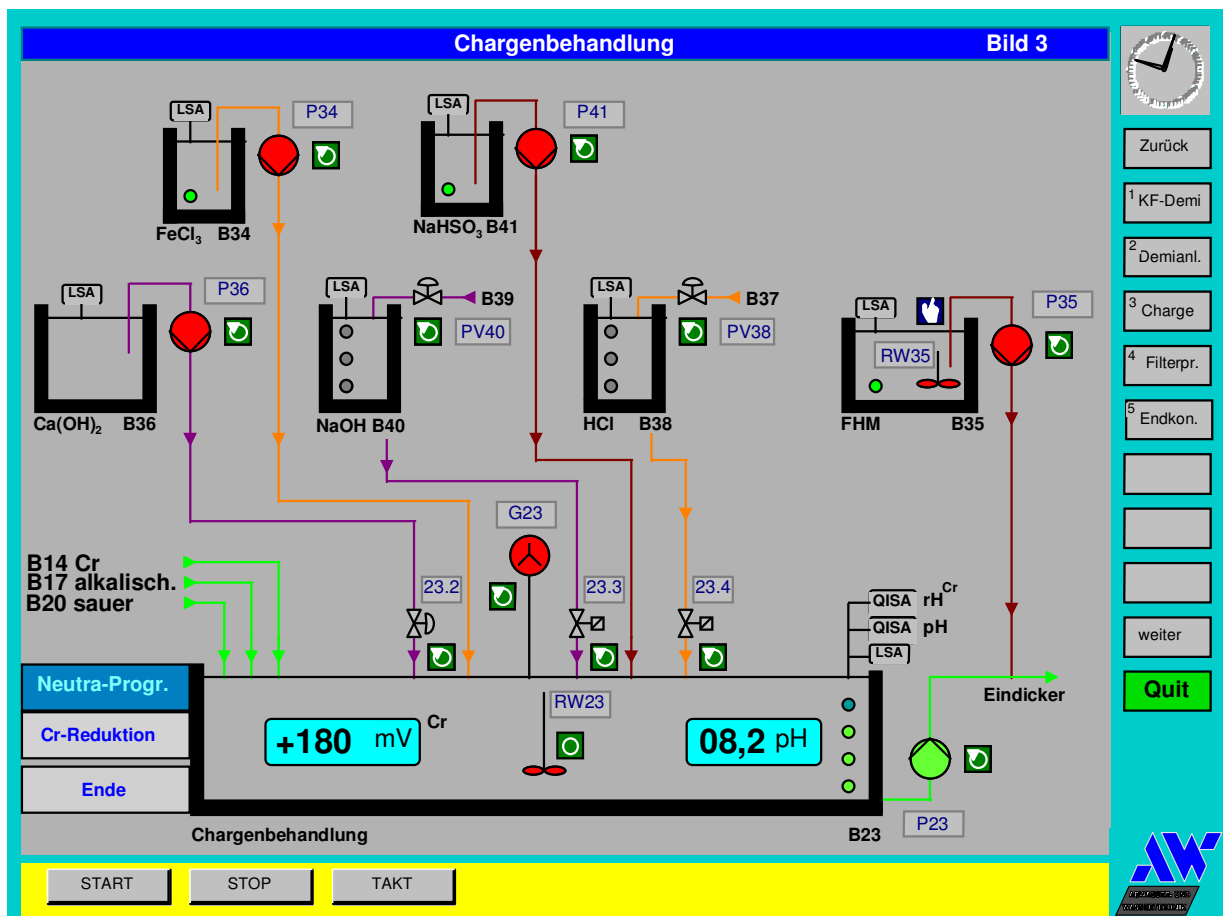 Chargenbehandlung Bild 3
LSA P34 LSA P41
Zurück
FeCl₃ B34 NaHSO₃ B41
1 KF-Demi
2 Demianl.
LSA P36 LSA B39 LSA B37 LSA P35
PV40 PV38 RW35
3 Charge
4 Filterpr.
Ca(OH)₂ B36 NaOH B40 HCl B38 FHM B35
5 Endkon.
G23
B14 Cr
B17 alkalisch.
B20 sauer
23.2 23.3 23.4
QISA rH Cr
QISA pH
LSA
weiter
Neutra-Progr.
Cr-Reduktion
Ende
RW23
Eindicker
Quit
+180 mV Cr
08,2 pH
Chargenbehandlung B23 P23
START STOP TAKT
AW